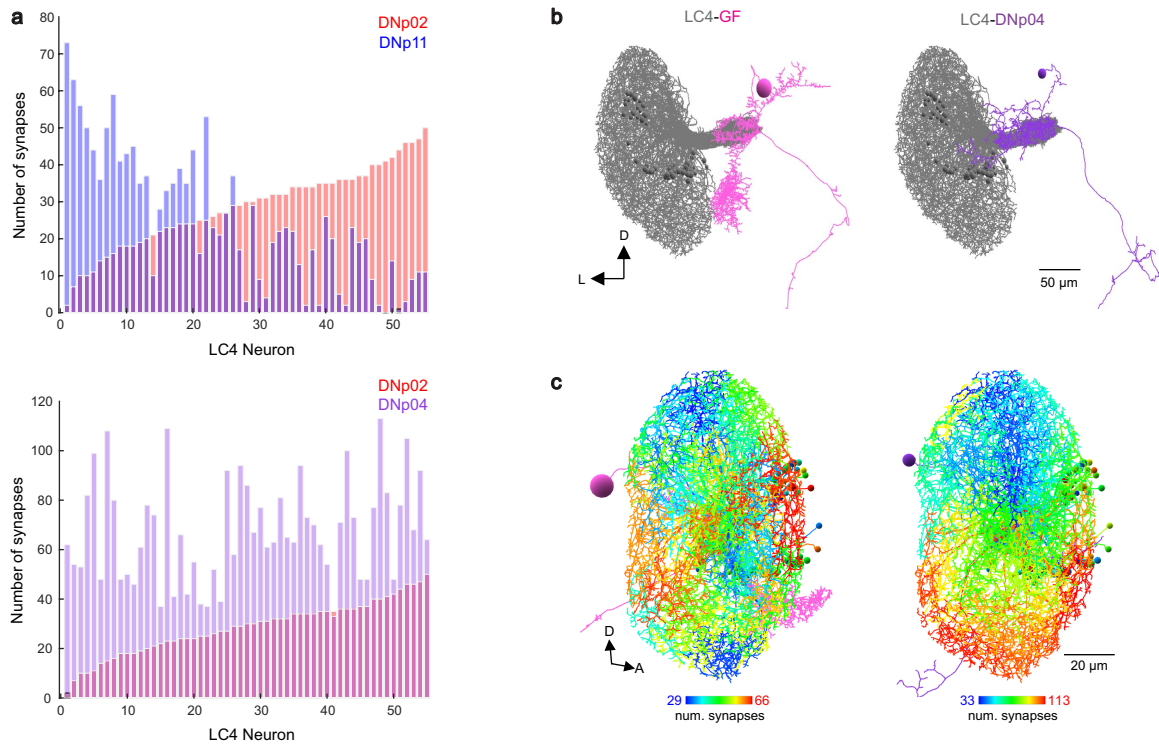 a
DNp02
DNp11
Number of synapses
80
70
60
50
40
30
20
10
0
0 10 20 30 40 50
LC4 Neuron
DNp02
DNp04
Number of synapses
120
100
80
60
40
20
0
0 10 20 30 40 50
LC4 Neuron
b
LC4-GF
LC4-DNp04
D
L
50 µm
c
D
A
20 µm
29 66
num. synapses
33 113
num. synapses